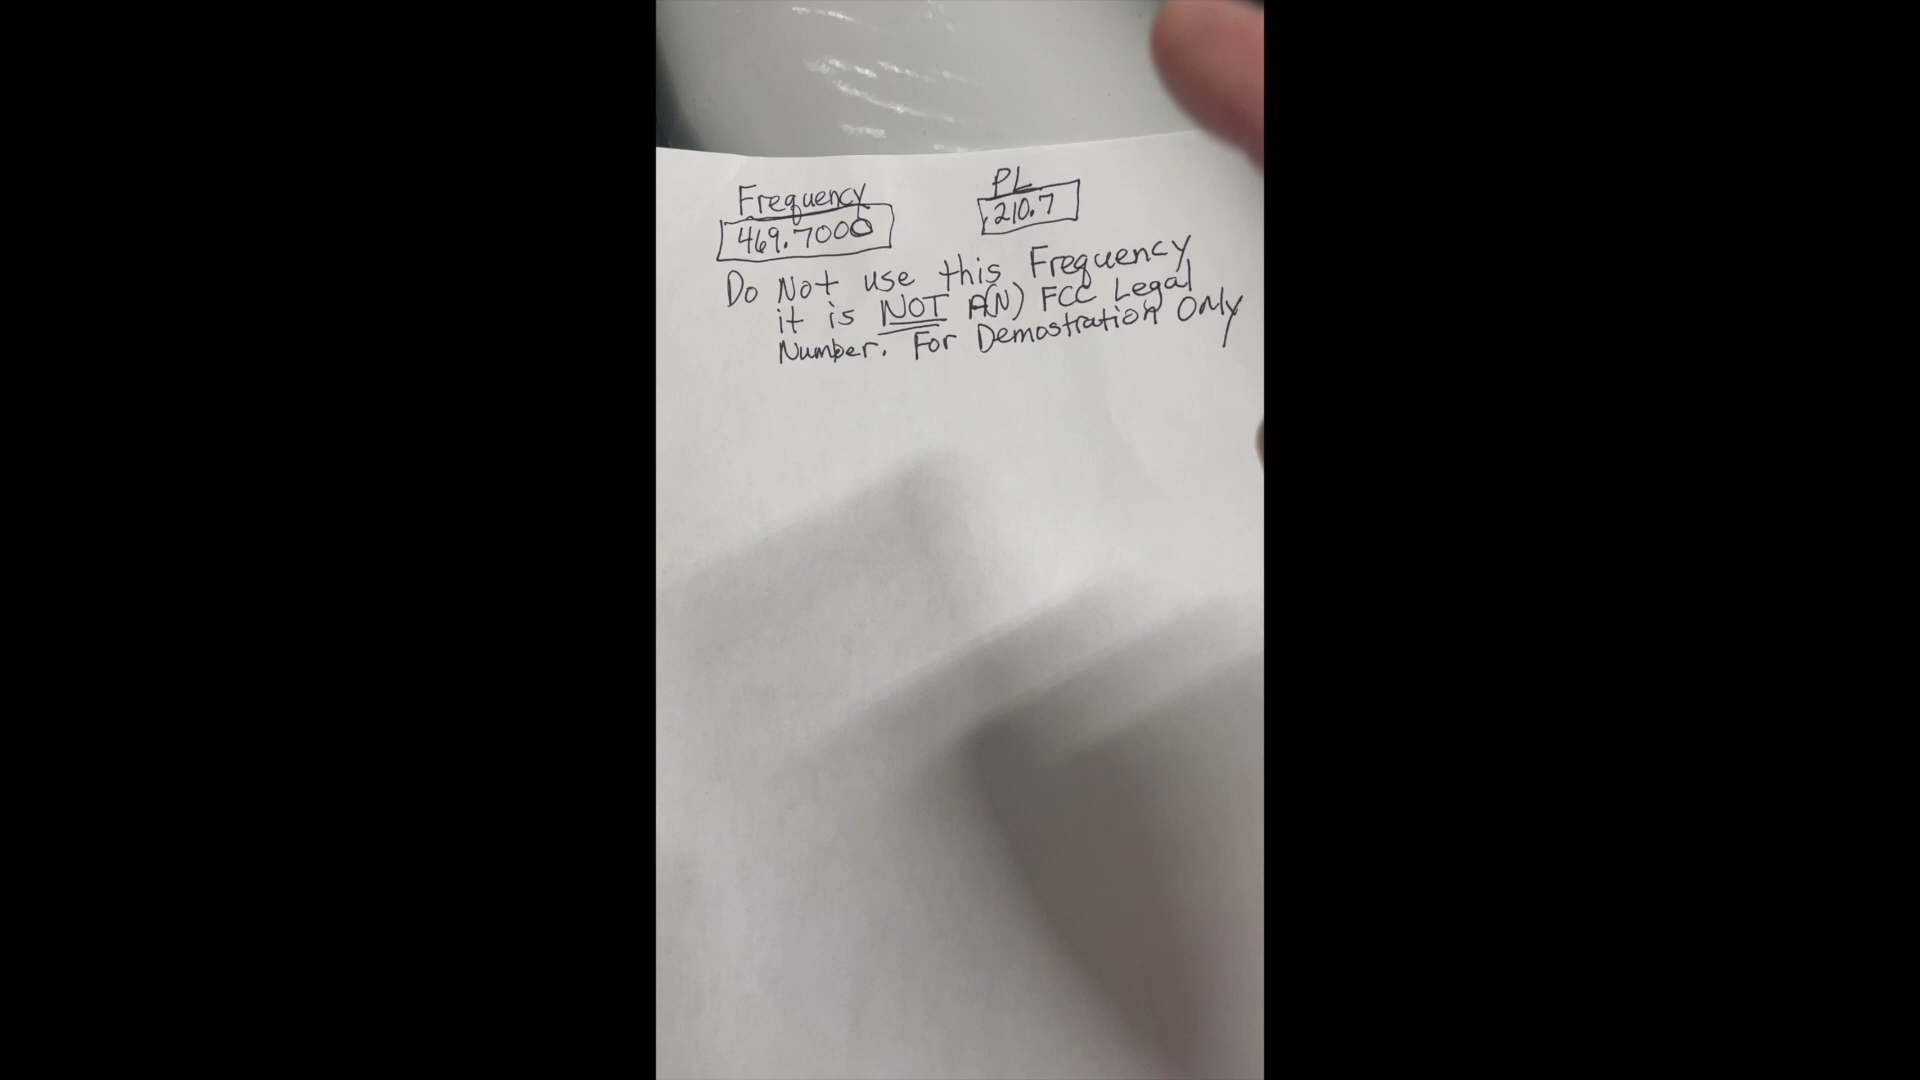 Frequency PL
469.7000 210.7
Do Not use this Frequency
it is NOT A(N) FCC Legal
Number. For Demostration Only